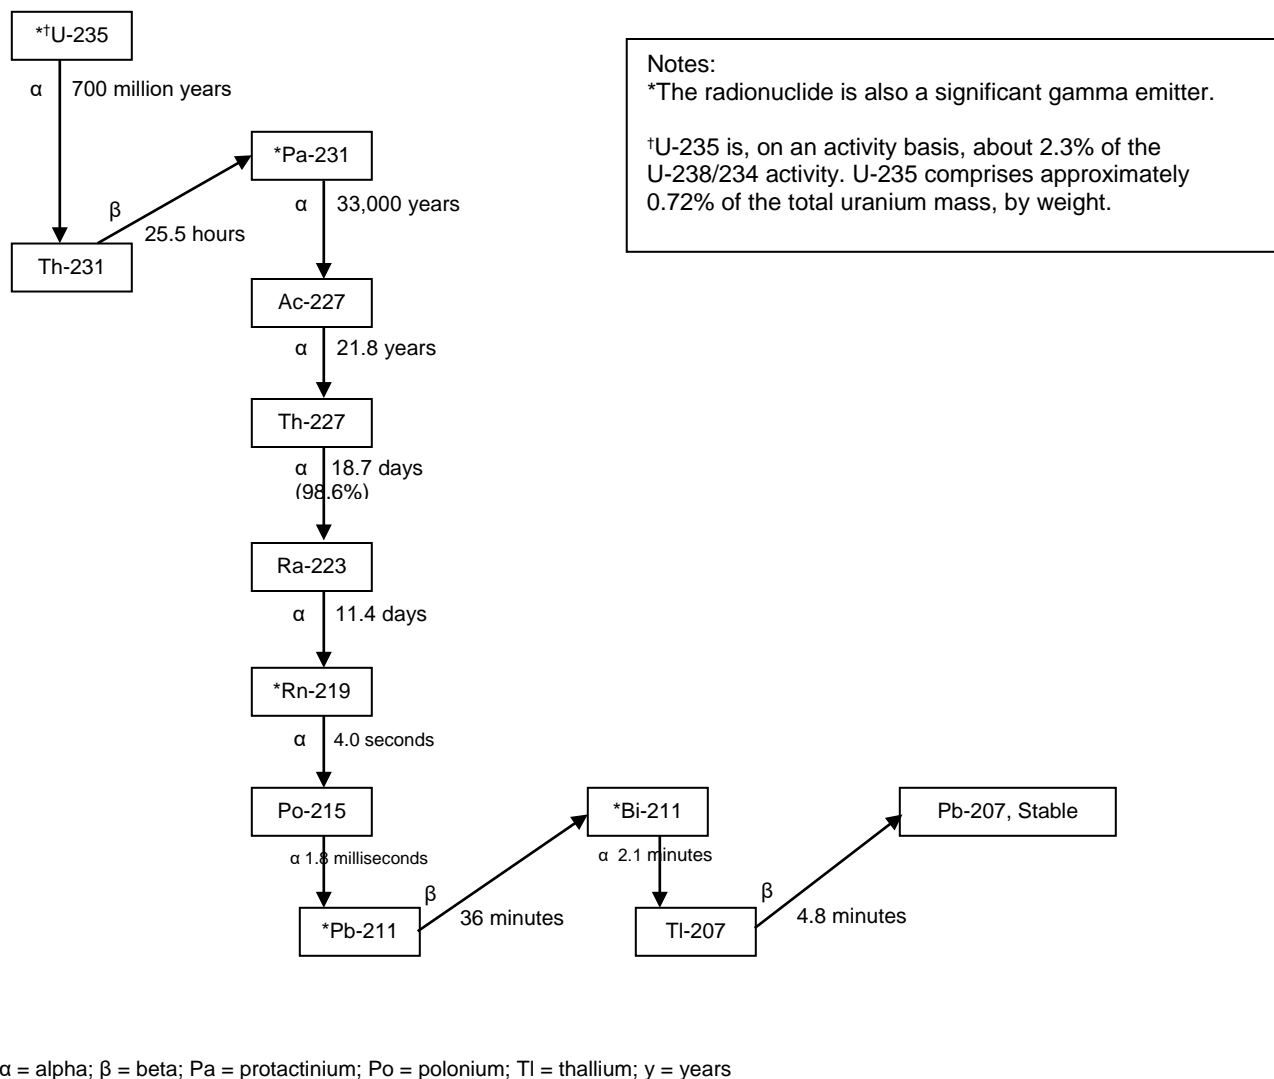 *†U-235
α 700 million years
Notes:
*The radionuclide is also a significant gamma emitter.
†U-235 is, on an activity basis, about 2.3% of the
U-238/234 activity. U-235 comprises approximately
0.72% of the total uranium mass, by weight.
*Pa-231
β
25.5 hours
α 33,000 years
Th-231
Ac-227
α 21.8 years
Th-227
α 18.7 days
(98.6%)
Ra-223
α 11.4 days
*Rn-219
α 4.0 seconds
Po-215
α 1.8 milliseconds
*Pb-211
β
36 minutes
*Bi-211
α 2.1 minutes
Tl-207
β
4.8 minutes
Pb-207, Stable
α = alpha; β = beta; Pa = protactinium; Po = polonium; Tl = thallium; y = years